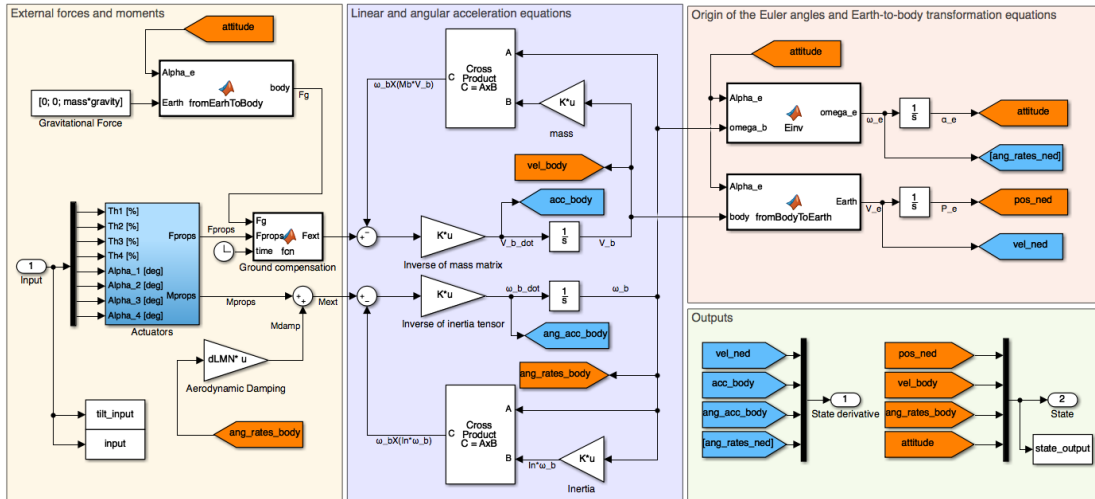 External forces and moments
attitude
Alpha_e
Earth
fromEarhToBody
body
[0; 0; mass*gravity]
Gravitational Force
Fg
Th1 [%]
Th2 [%]
Th3 [%]
Th4 [%]
Alpha_1 [deg]
Alpha_2 [deg]
Alpha_3 [deg]
Alpha_4 [deg]
Fprops
Mprops
Actuators
1
Input
Fprops
Fg
Fprops
time
fcn
Fext
Ground compensation
Mprops
Mext
Mdamp
dLMN* u
Aerodynamic Damping
tilt_input
input
ang_rates_body
Linear and angular acceleration equations
Cross
Product
C = AxB
A
B
C
ω_bX(Mb*V_b)
K*u
mass
vel_body
acc_body
K*u
Inverse of mass matrix
V_b_dot
1
s
V_b
K*u
Inverse of inertia tensor
ω_b_dot
1
s
ω_b
ang_acc_body
ang_rates_body
Cross
Product
C = AxB
A
B
C
ω_bX(In*ω_b)
In*ω_b
K*u
Inertia
Origin of the Euler angles and Earth-to-body transformation equations
attitude
Alpha_e
omega_b
Einv
omega_e
ω_e
1
s
α_e
attitude
[ang_rates_ned]
Alpha_e
body
fromBodyToEarth
Earth
V_e
1
s
P_e
pos_ned
vel_ned
Outputs
vel_ned
acc_body
ang_acc_body
[ang_rates_ned]
1
State derivative
pos_ned
vel_body
ang_rates_body
attitude
2
State
state_output